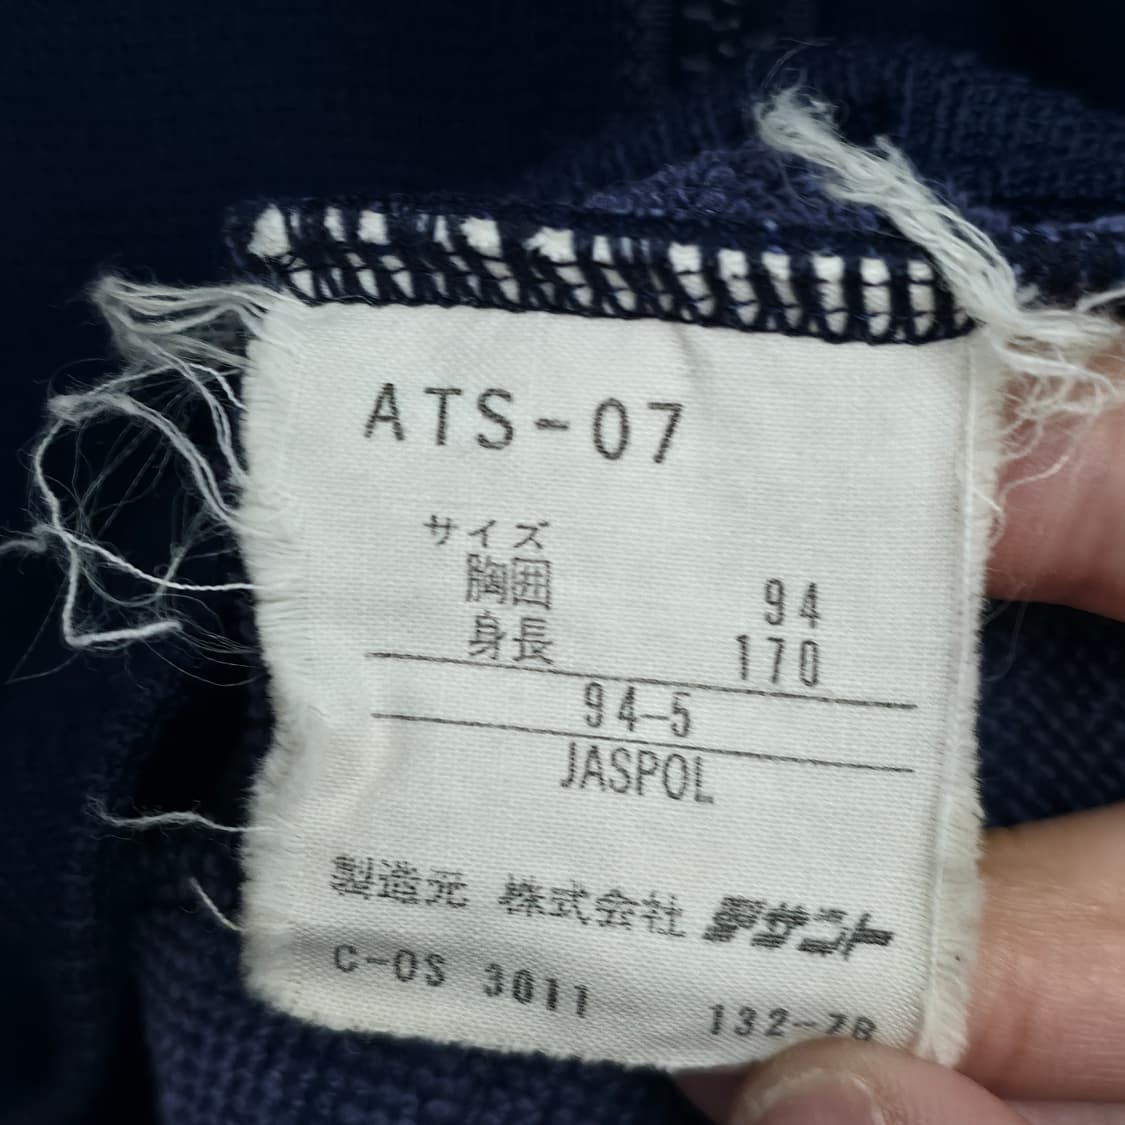 ATS-07
サイズ
胸囲 94
身長 170
94-5
JASPOL
製造元 株式会社 デサント
C-OS 3011 132-7B